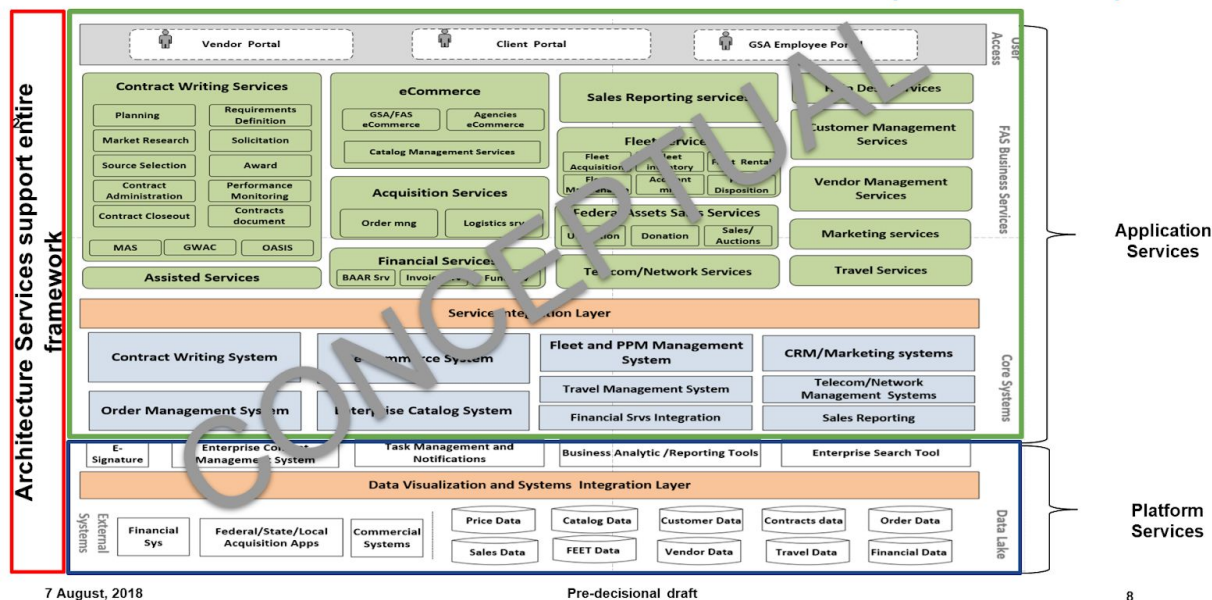 Architecture Services support entire
framework
Vendor Portal
Client Portal
GSA Employee
User
Access
Contract Writing Services
Planning
Requirements
Definition
Market Research
Solicitation
Source Selection
Award
Contract
Administration
Performance
Monitoring
Contract Closeout
Contracts
document
MAS
GWAC
OASIS
Assisted Services
eCommerce
GSA/FAS
eCommerce
Agencies
eCommerce
Catalog Management Services
Acquisition Services
Order mng
Logistics
Financial Services
BAAR Srv
Sales Reporting services
Fleet
Fleet
Acquisition
Disposition
Federal Assets Sales Services
Donation
Sales/
Auctions
Telecom/Network Services
Services
Customer Management
Services
Vendor Management
Services
Marketing services
Travel Services
FAS Business Services
Service Integration Layer
Contract Writing System
System
Fleet and PPM Management
System
CRM/Marketing systems
Travel Management System
Telecom/Network
Management Systems
Order Management System
Enterprise Catalog System
Financial Srvs Integration
Sales Reporting
Core Systems
E-
Signature
Enterprise
Management System
Task Management and
Notifications
Business Analytic /Reporting Tools
Enterprise Search Tool
Data Visualization and Systems Integration Layer
External
Systems
Financial
Sys
Federal/State/Local
Acquisition Apps
Commercial
Systems
Price Data
Catalog Data
Customer Data
Contracts data
Order Data
Sales Data
FEET Data
Vendor Data
Travel Data
Financial Data
Data Lake
Application
Services
Platform
Services
CONCEPTUAL
7 August, 2018
Pre-decisional draft
8